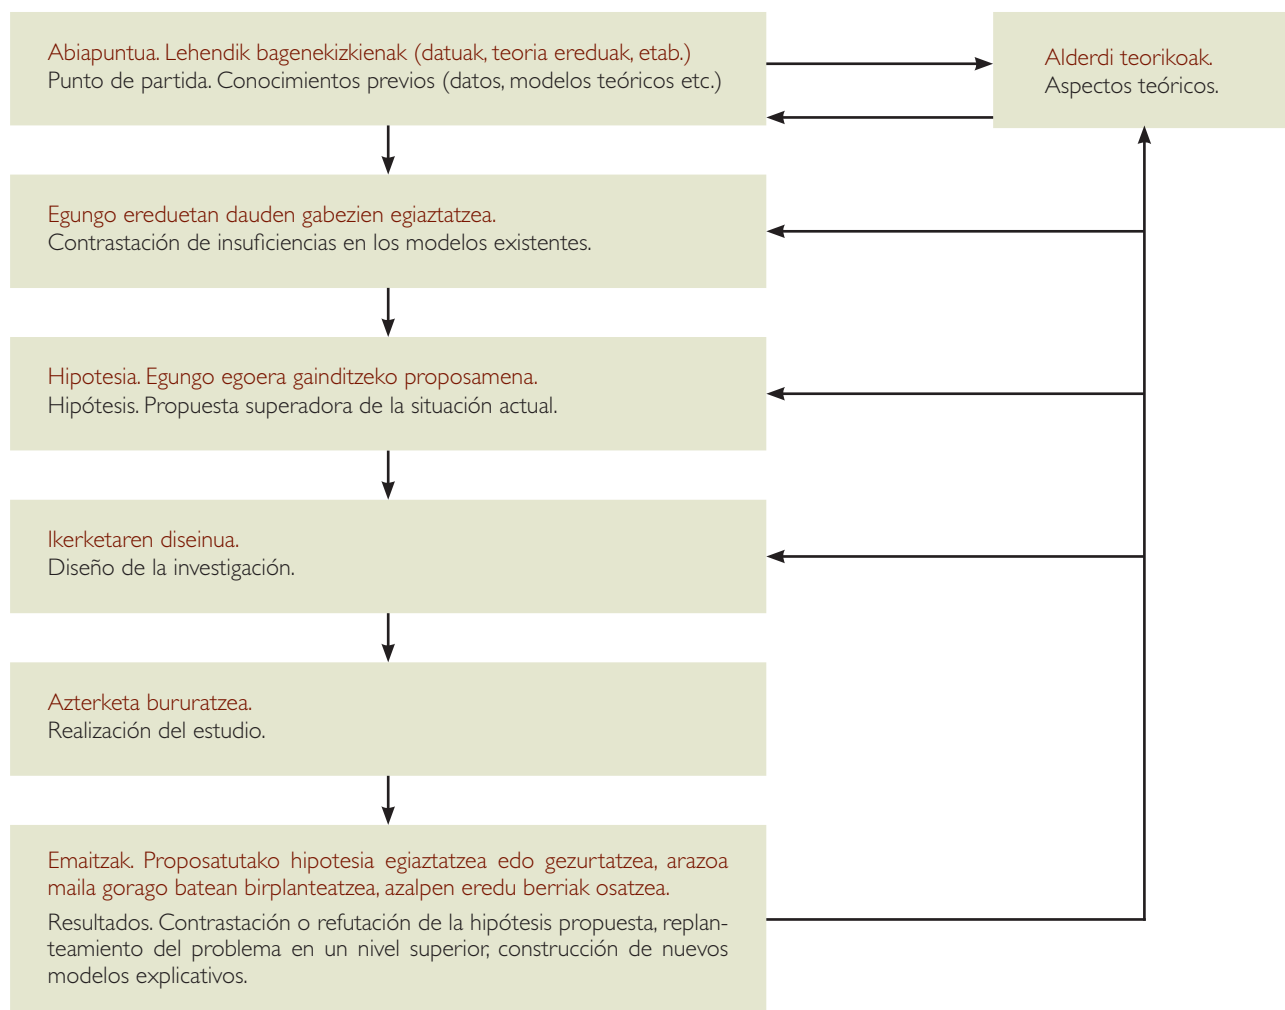 Abiapuntua. Lehendik bagenekizkienak (datuak, teoria ereduak, etab.)
Punto de partida. Conocimientos previos (datos, modelos teóricos etc.)
Alderdi teorikoak.
Aspectos teóricos.
Egungo ereduetan dauden gabezien egiaztatzea.
Contrastación de insuficiencias en los modelos existentes.
Hipotesia. Egungo egoera gainditzeko proposamena.
Hipótesis. Propuesta superadora de la situación actual.
Ikerketaren diseinua.
Diseño de la investigación.
Azterketa bururatzea.
Realización del estudio.
Emaitzak. Proposatutako hipotesia egiaztatzea edo gezurtatzea, arazoa
maila gorago batean birplanteatzea, azalpen eredu berriak osatzea.
Resultados. Contrastación o refutación de la hipótesis propuesta, replan-
teamiento del problema en un nivel superior, construcción de nuevos
modelos explicativos.